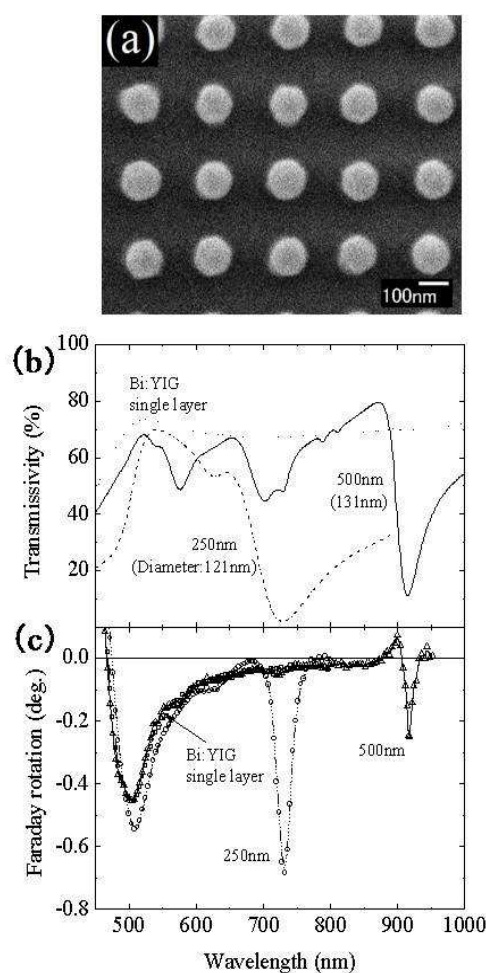 (a)
100nm
(b)
100
80
60
40
20
Transmissivity (%)
Bi:YIG
single layer
500nm
(131nm)
250nm
(Diameter:121nm)
(c)
0.0
-0.2
-0.4
-0.6
-0.8
Faraday rotation (deg.)
Bi:YIG
single layer
250nm
500nm
500
600
700
800
900
1000
Wavelength (nm)